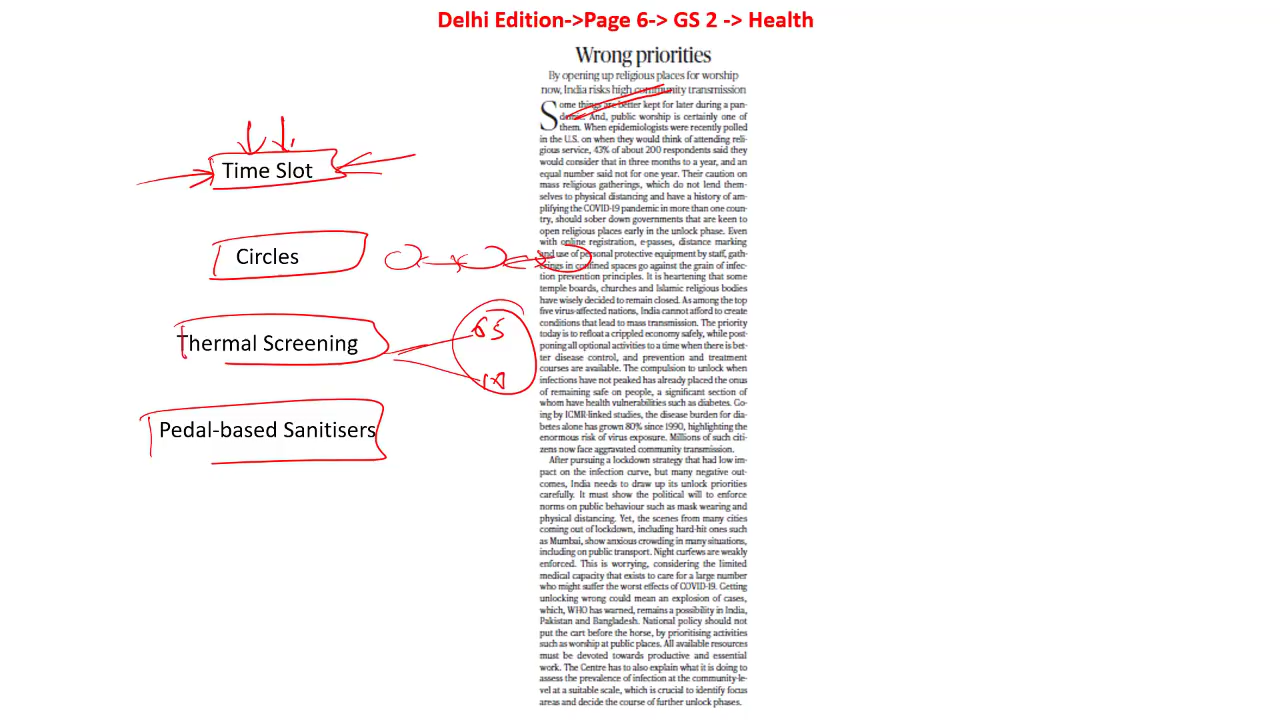 Delhi Edition->Page 6-> GS 2 -> Health
Time Slot
Circles
Thermal Screening
Pedal-based Sanitisers
Wrong priorities
By opening up religious places for worship
now, India risks high community transmission
Some things are better kept for later during a pan-
demic. And, public worship is certainly one of
them. When epidemiologists were recently polled
in the U.S. on when they would think of attending reli-
gious service, 43% of about 200 respondents said they
would consider that in three months to a year, and an
equal number said not for one year. Their caution on
mass religious gatherings, which do not lend them-
selves to physical distancing and have a history of am-
plifying the COVID-19 pandemic in more than one coun-
try, should sober down governments that are keen to
open religious places early in the unlock phase. Even
with online registration, e-passes, distance marking
and use of personal protective equipment by staff, gath-
erings in confined spaces go against the grain of infec-
tion prevention principles. It is heartening that some
temple boards, churches and Islamic religious bodies
have wisely decided to remain closed. As among the top
five virus-affected nations, India cannot afford to create
conditions that lead to mass transmission. The priority
today is to refloat a crippled economy safely, while post-
poning all optional activities to a time when there is bet-
ter disease control, and prevention and treatment
courses are available. The compulsion to unlock when
infections have not peaked has already placed the onus
of remaining safe on people, a significant section of
whom have health vulnerabilities such as diabetes. Go-
ing by ICMR-linked studies, the disease burden for dia-
betes alone has grown 80% since 1990, highlighting the
enormous risk of virus exposure. Millions of such citi-
zens now face aggravated community transmission.
After pursuing a lockdown strategy that had low im-
pact on the infection curve, but many negative out-
comes, India needs to draw up its unlock priorities
carefully. It must show the political will to enforce
norms on public behaviour such as mask wearing and
physical distancing. Yet, the scenes from many cities
coming out of lockdown, including hard-hit ones such
as Mumbai, show anxious crowding in many situations,
including on public transport. Night curfews are weakly
enforced. This is worrying, considering the limited
medical capacity that exists to care for a large number
who might suffer the worst effects of COVID-19. Getting
unlocking wrong could mean an explosion of cases,
which, WHO has warned, remains a possibility in India,
Pakistan and Bangladesh. National policy should not
put the cart before the horse, by prioritising activities
such as worship at public places. All available resources
must be devoted towards productive and essential
work. The Centre has to also explain what it is doing to
assess the prevalence of infection at the community-le-
vel at a suitable scale, which is crucial to identify focus
areas and decide the course of further unlock phases.